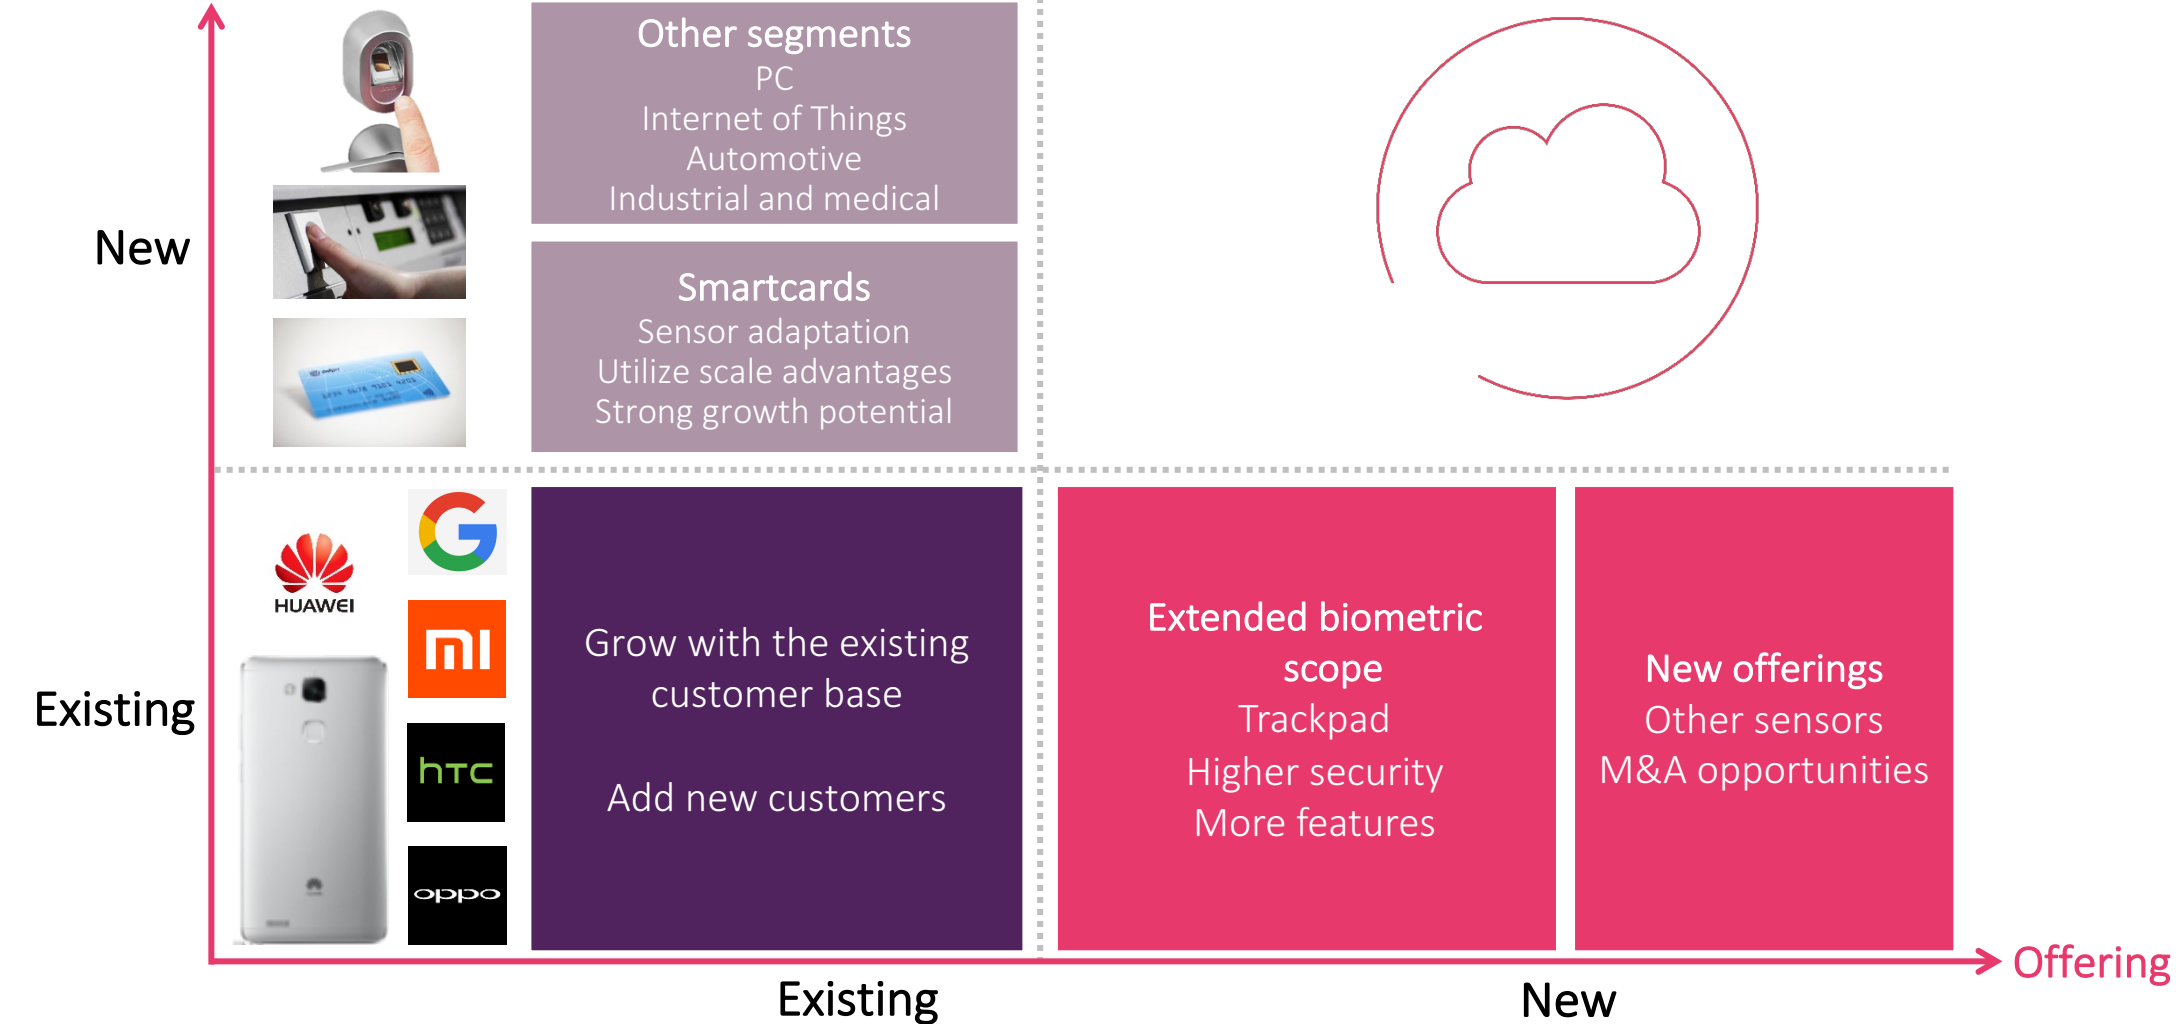 Other segments
PC
Internet of Things
Automotive
Industrial and medical
New
Smartcards
Sensor adaptation
Utilize scale advantages
Strong growth potential
HUAWEI
mi
hTC
oppo
Existing
Grow with the existing
customer base
Add new customers
Extended biometric
scope
Trackpad
Higher security
More features
New offerings
Other sensors
M&A opportunities
Offering
Existing
New